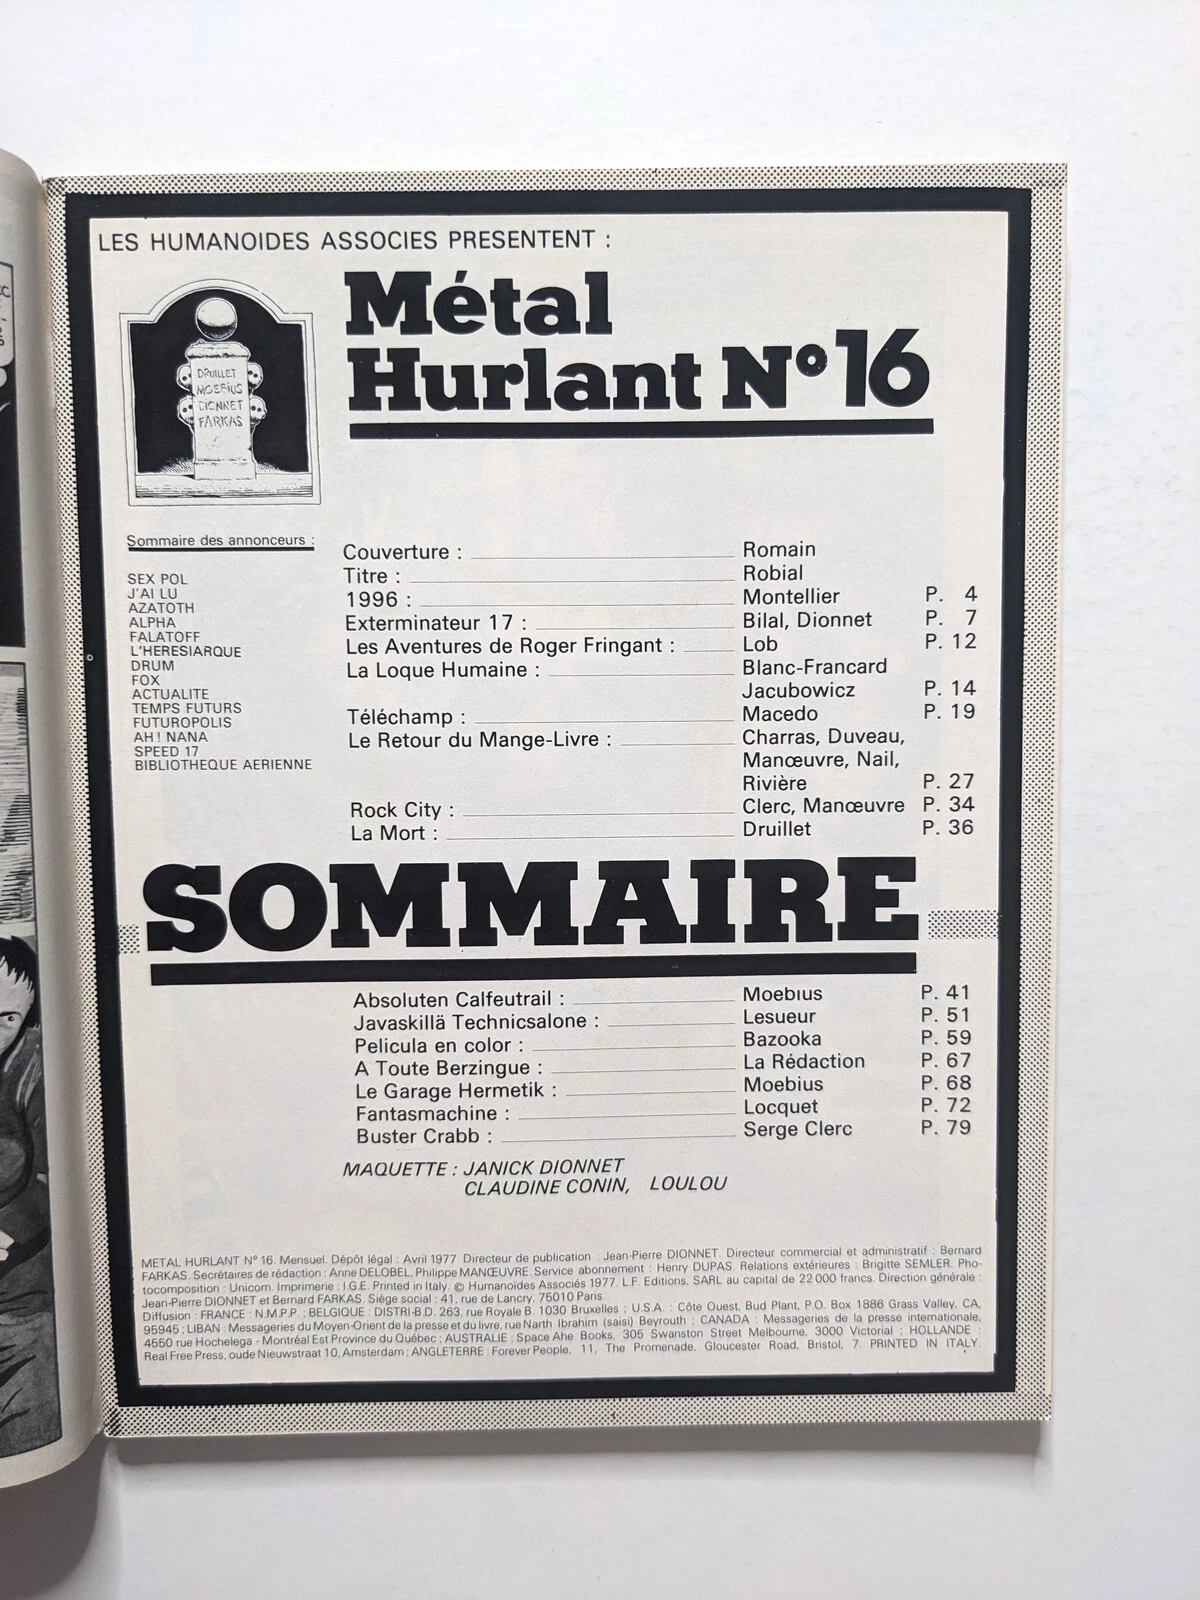 LES HUMANOIDES ASSOCIES PRESENTENT :
Métal
Hurlant Nº 16
DRUILLET
MOEBIUS
DIONNET
FARKAS
Sommaire des annonceurs :
SEX POL
J'AI LU
AZATOTH
ALPHA
FALATOFF
L'HERESIARQUE
DRUM
FOX
ACTUALITE
TEMPS FUTURS
FUTUROPOLIS
AH ! NANA
SPEED 17
BIBLIOTHEQUE AERIENNE
Couverture : Romain
Titre : Robial
1996 : Montellier P. 4
Exterminateur 17 : Bilal, Dionnet P. 7
Les Aventures de Roger Fringant : Lob P. 12
La Loque Humaine : Blanc-Francard
Jacubowicz P. 14
Téléchamp : Macedo P. 19
Le Retour du Mange-Livre : Charras, Duveau,
Manœuvre, Nail,
Rivière P. 27
Rock City : Clerc, Manœuvre P. 34
La Mort : Druillet P. 36
SOMMAIRE
Absoluten Calfeutrail : Moebius P. 41
Javaskillä Technicsalone : Lesueur P. 51
Pelicula en color : Bazooka P. 59
A Toute Berzingue : La Rédaction P. 67
Le Garage Hermetik : Moebius P. 68
Fantasmachine : Locquet P. 72
Buster Crabb : Serge Clerc P. 79
MAQUETTE : JANICK DIONNET
CLAUDINE CONIN, LOULOU
METAL HURLANT Nº 16. Mensuel. Dépôt légal : Avril 1977 Directeur de publication : Jean-Pierre DIONNET. Directeur commercial et administratif : Bernard
FARKAS. Secrétaires de rédaction : Anne DELOBEL, Philippe MANŒUVRE. Service abonnement : Henry DUPAS. Relations extérieures : Brigitte SEMLER. Pho-
tocomposition : Unicom. Imprimerie : I.G.E. Printed in Italy. © Humanoides Associés 1977. L.F. Editions, SARL au capital de 22 000 francs. Direction générale :
Jean-Pierre DIONNET et Bernard FARKAS. Siège social : 41, rue de Lancry, 75010 Paris.
Diffusion : FRANCE : N.M.P.P. ; BELGIQUE : DISTRI-B.D. 263, rue Royale B. 1030 Bruxelles ; U.S.A. : Côte Ouest, Bud Plant, P.O. Box 1886 Grass Valley, CA,
95945 ; LIBAN : Messageries du Moyen-Orient de la presse et du livre, rue Narth Ibrahim (saisi) Beyrouth ; CANADA : Messageries de la presse internationale,
4550 rue Hochelega - Montréal Est Province du Québec ; AUSTRALIE : Space Ahe Books, 305 Swanston Street Melbourne, 3000 Victorial ; HOLLANDE :
Real Free Press, oude Nieuwstraat 10, Amsterdam ; ANGLETERRE : Forever People, 11, The Promenade, Gloucester Road, Bristol, 7. PRINTED IN ITALY.